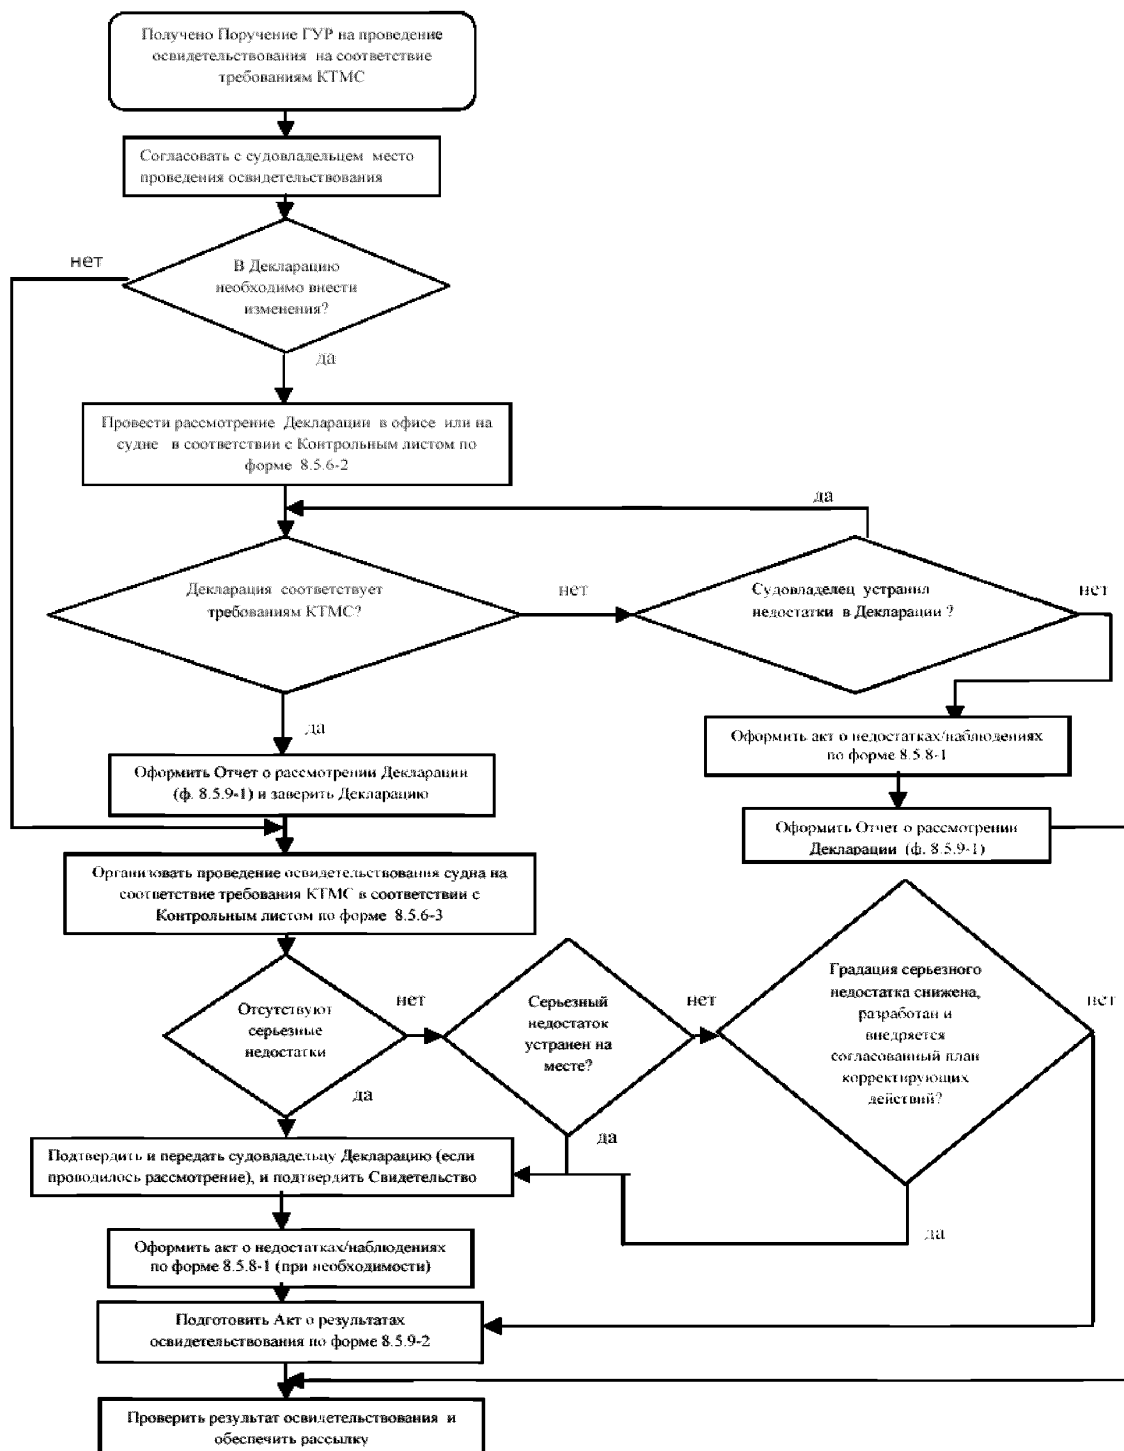 Получено Поручение ГУР на проведение
освидетельствования на соответствие
требованиям КТМС
Согласовать с судовладельцем место
проведения освидетельствования
нет
В Декларацию
необходимо внести
изменения?
да
Провести рассмотрение Декларации в офисе или на
судне в соответствии с Контрольным листом по
форме 8.5.6-2
да
Декларация соответствует
требованиям КТМС?
нет
Судовладелец устранил
недостатки в Декларации ?
нет
да
Оформить акт о недостатках/наблюдениях
по форме 8.5.8-1
Оформить Отчет о рассмотрении Декларации
(ф. 8.5.9-1) и заверить Декларацию
Оформить Отчет о рассмотрении
Декларации (ф. 8.5.9-1)
Организовать проведение освидетельствования судна на
соответствие требования КТМС в соответствии с
Контрольным листом по форме 8.5.6-3
Отсутствуют
серьезные
недостатки
нет
Серьезный
недостаток
устранен на
месте?
нет
Градация серьезного
недостатка снижена,
разработан и
внедряется
согласованный план
корректирующих
действий?
нет
да
да
да
Подтвердить и передать судовладельцу Декларацию (если
проводилось рассмотрение), и подтвердить Свидетельство
Оформить акт о недостатках/наблюдениях
по форме 8.5.8-1 (при необходимости)
Подготовить Акт о результатах
освидетельствования по форме 8.5.9-2
Проверить результат освидетельствования и
обеспечить рассылку